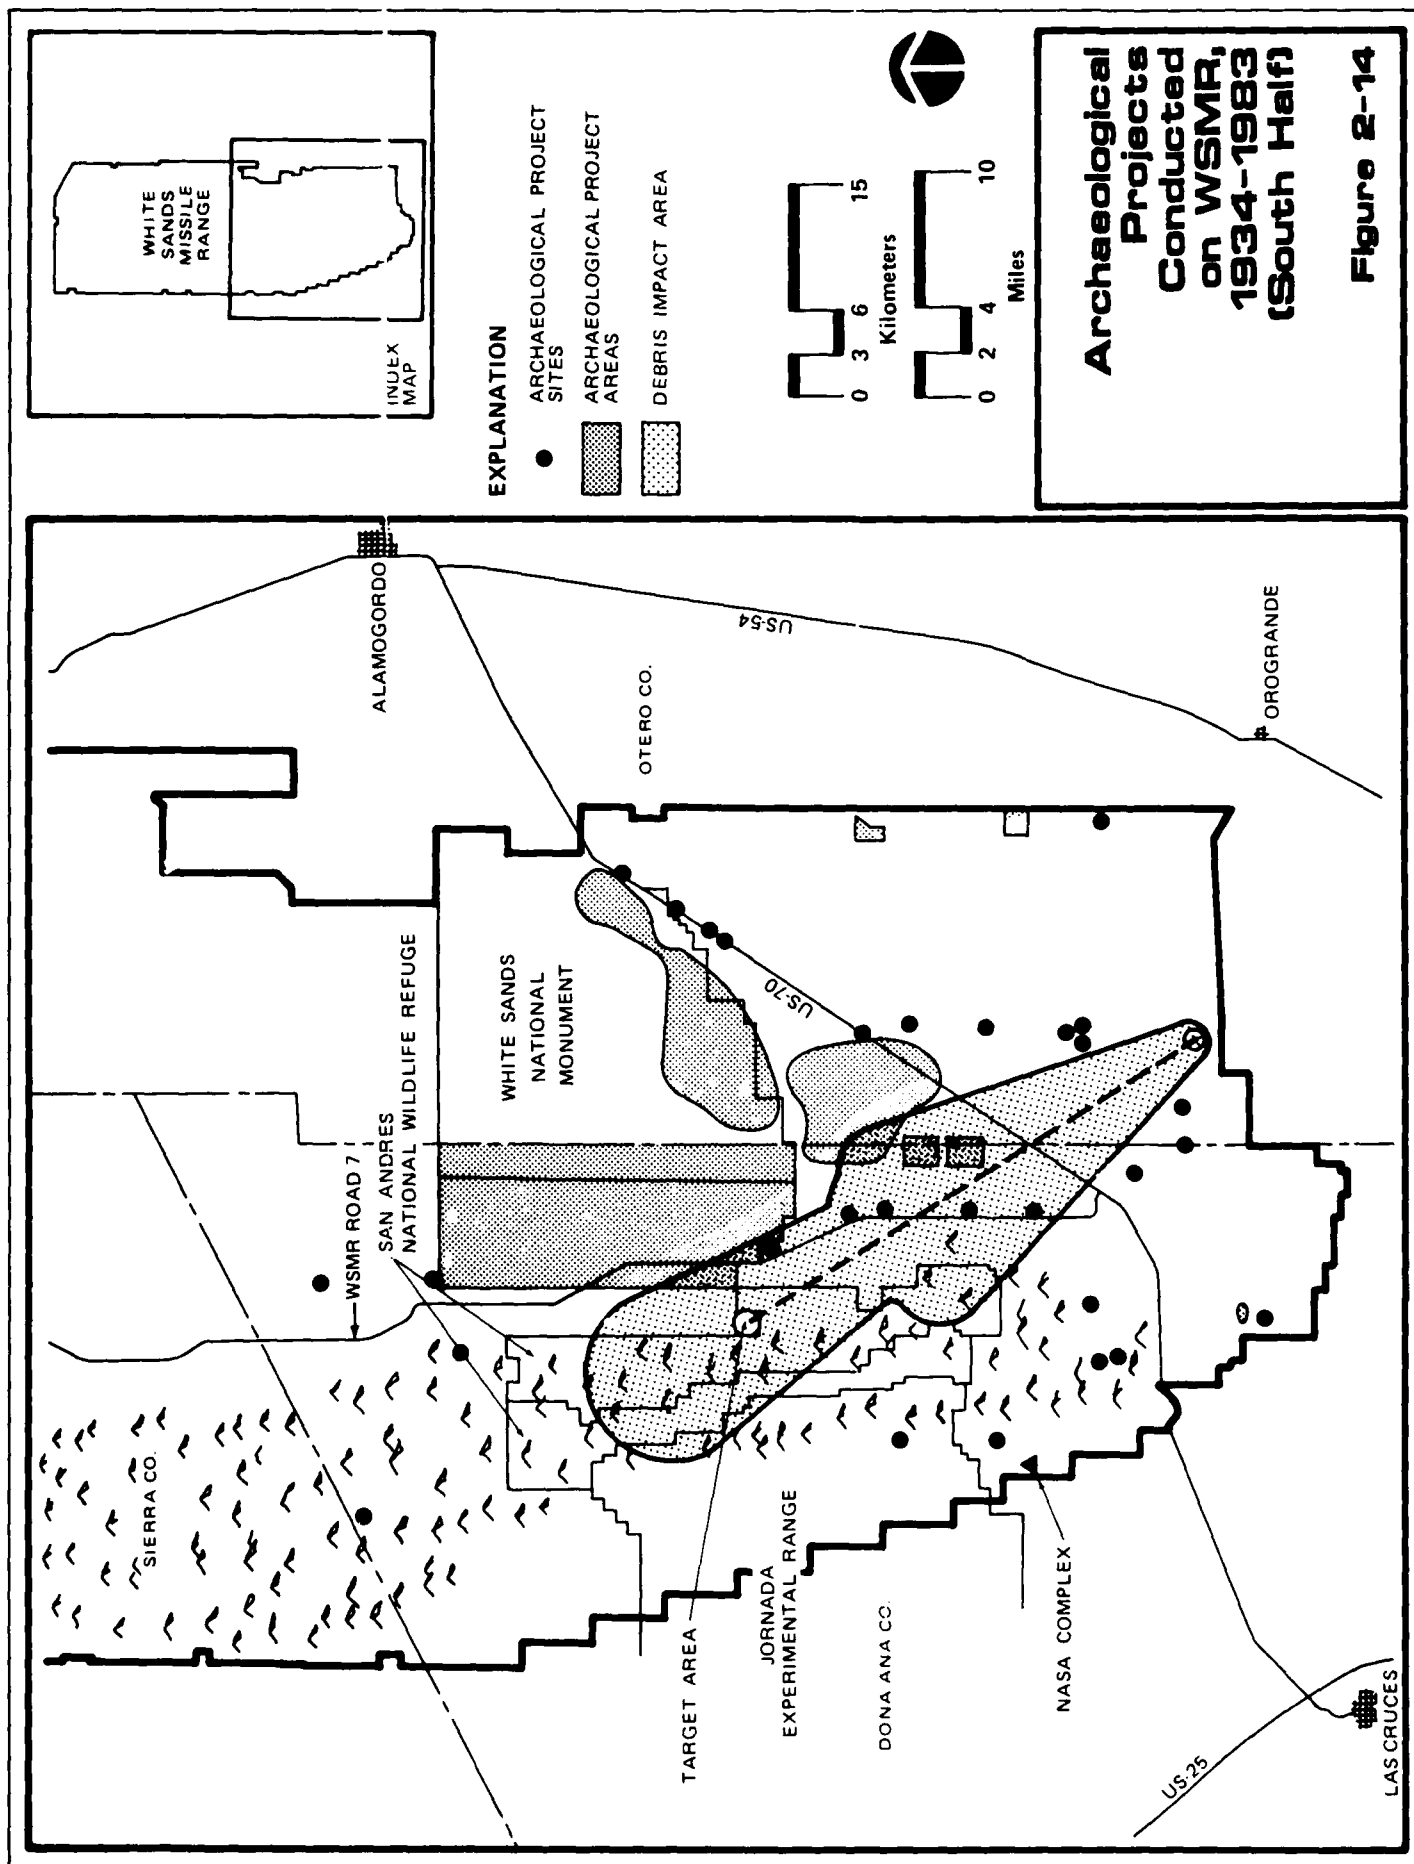 WHITE
SANDS
MISSILE
RANGE
INDEX
MAP
EXPLANATION
ARCHAEOLOGICAL PROJECT
SITES
ARCHAEOLOGICAL PROJECT
AREAS
DEBRIS IMPACT AREA
0 3 6 15
Kilometers
0 2 4 10
Miles
Archaeological
Projects
Conducted
on WSMR,
1934-1983
(South Half)
Figure 2-14
ALAMOGORDO
US-54
OTERO CO.
OROGRANDE
WSMR ROAD 7
SAN ANDRES
NATIONAL WILDLIFE REFUGE
WHITE SANDS
NATIONAL
MONUMENT
US-70
SIERRA CO.
TARGET AREA
JORNADA
EXPERIMENTAL RANGE
DONA ANA CO.
NASA COMPLEX
US-25
LAS CRUCES